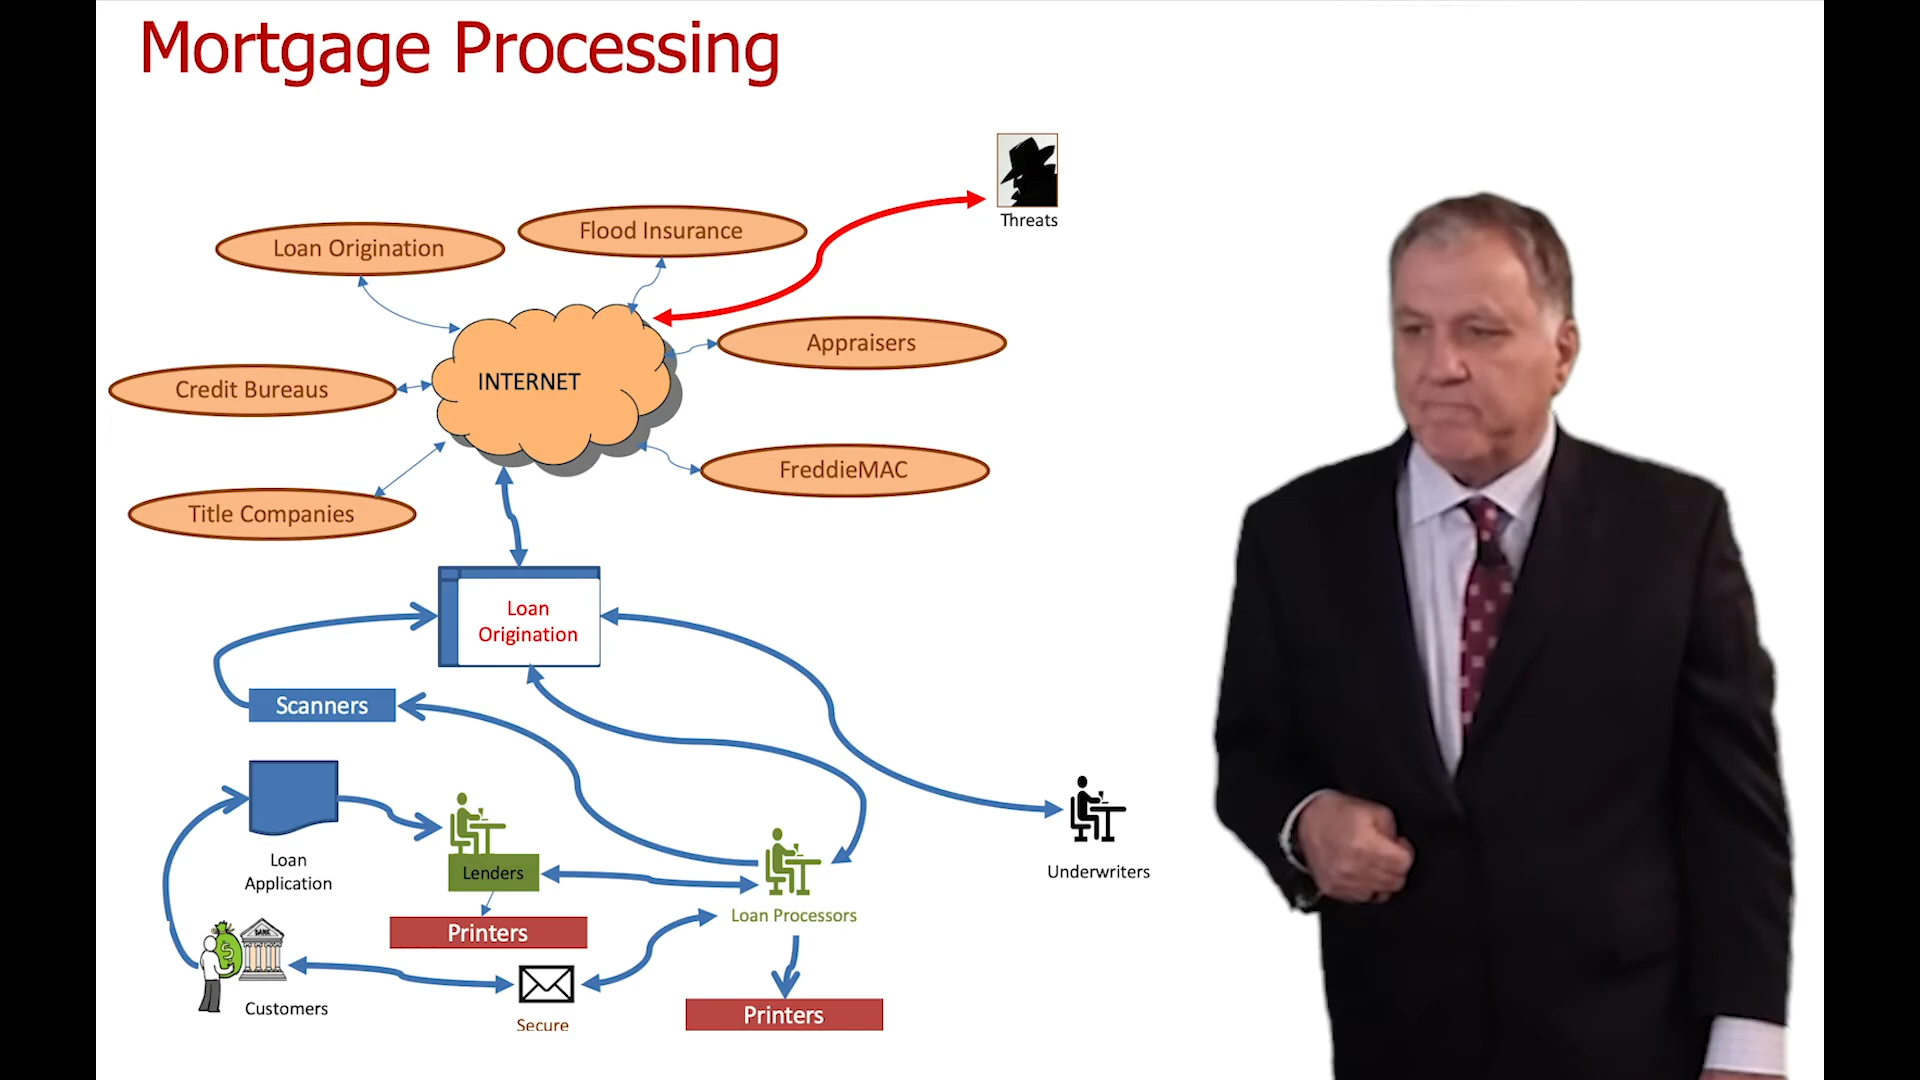 Mortgage Processing
Threats
Flood Insurance
Loan Origination
Appraisers
INTERNET
Credit Bureaus
FreddieMAC
Title Companies
Loan
Origination
Scanners
Loan
Application
Lenders
Underwriters
Printers
Loan Processors
BANK
$
Customers
Secure
Printers